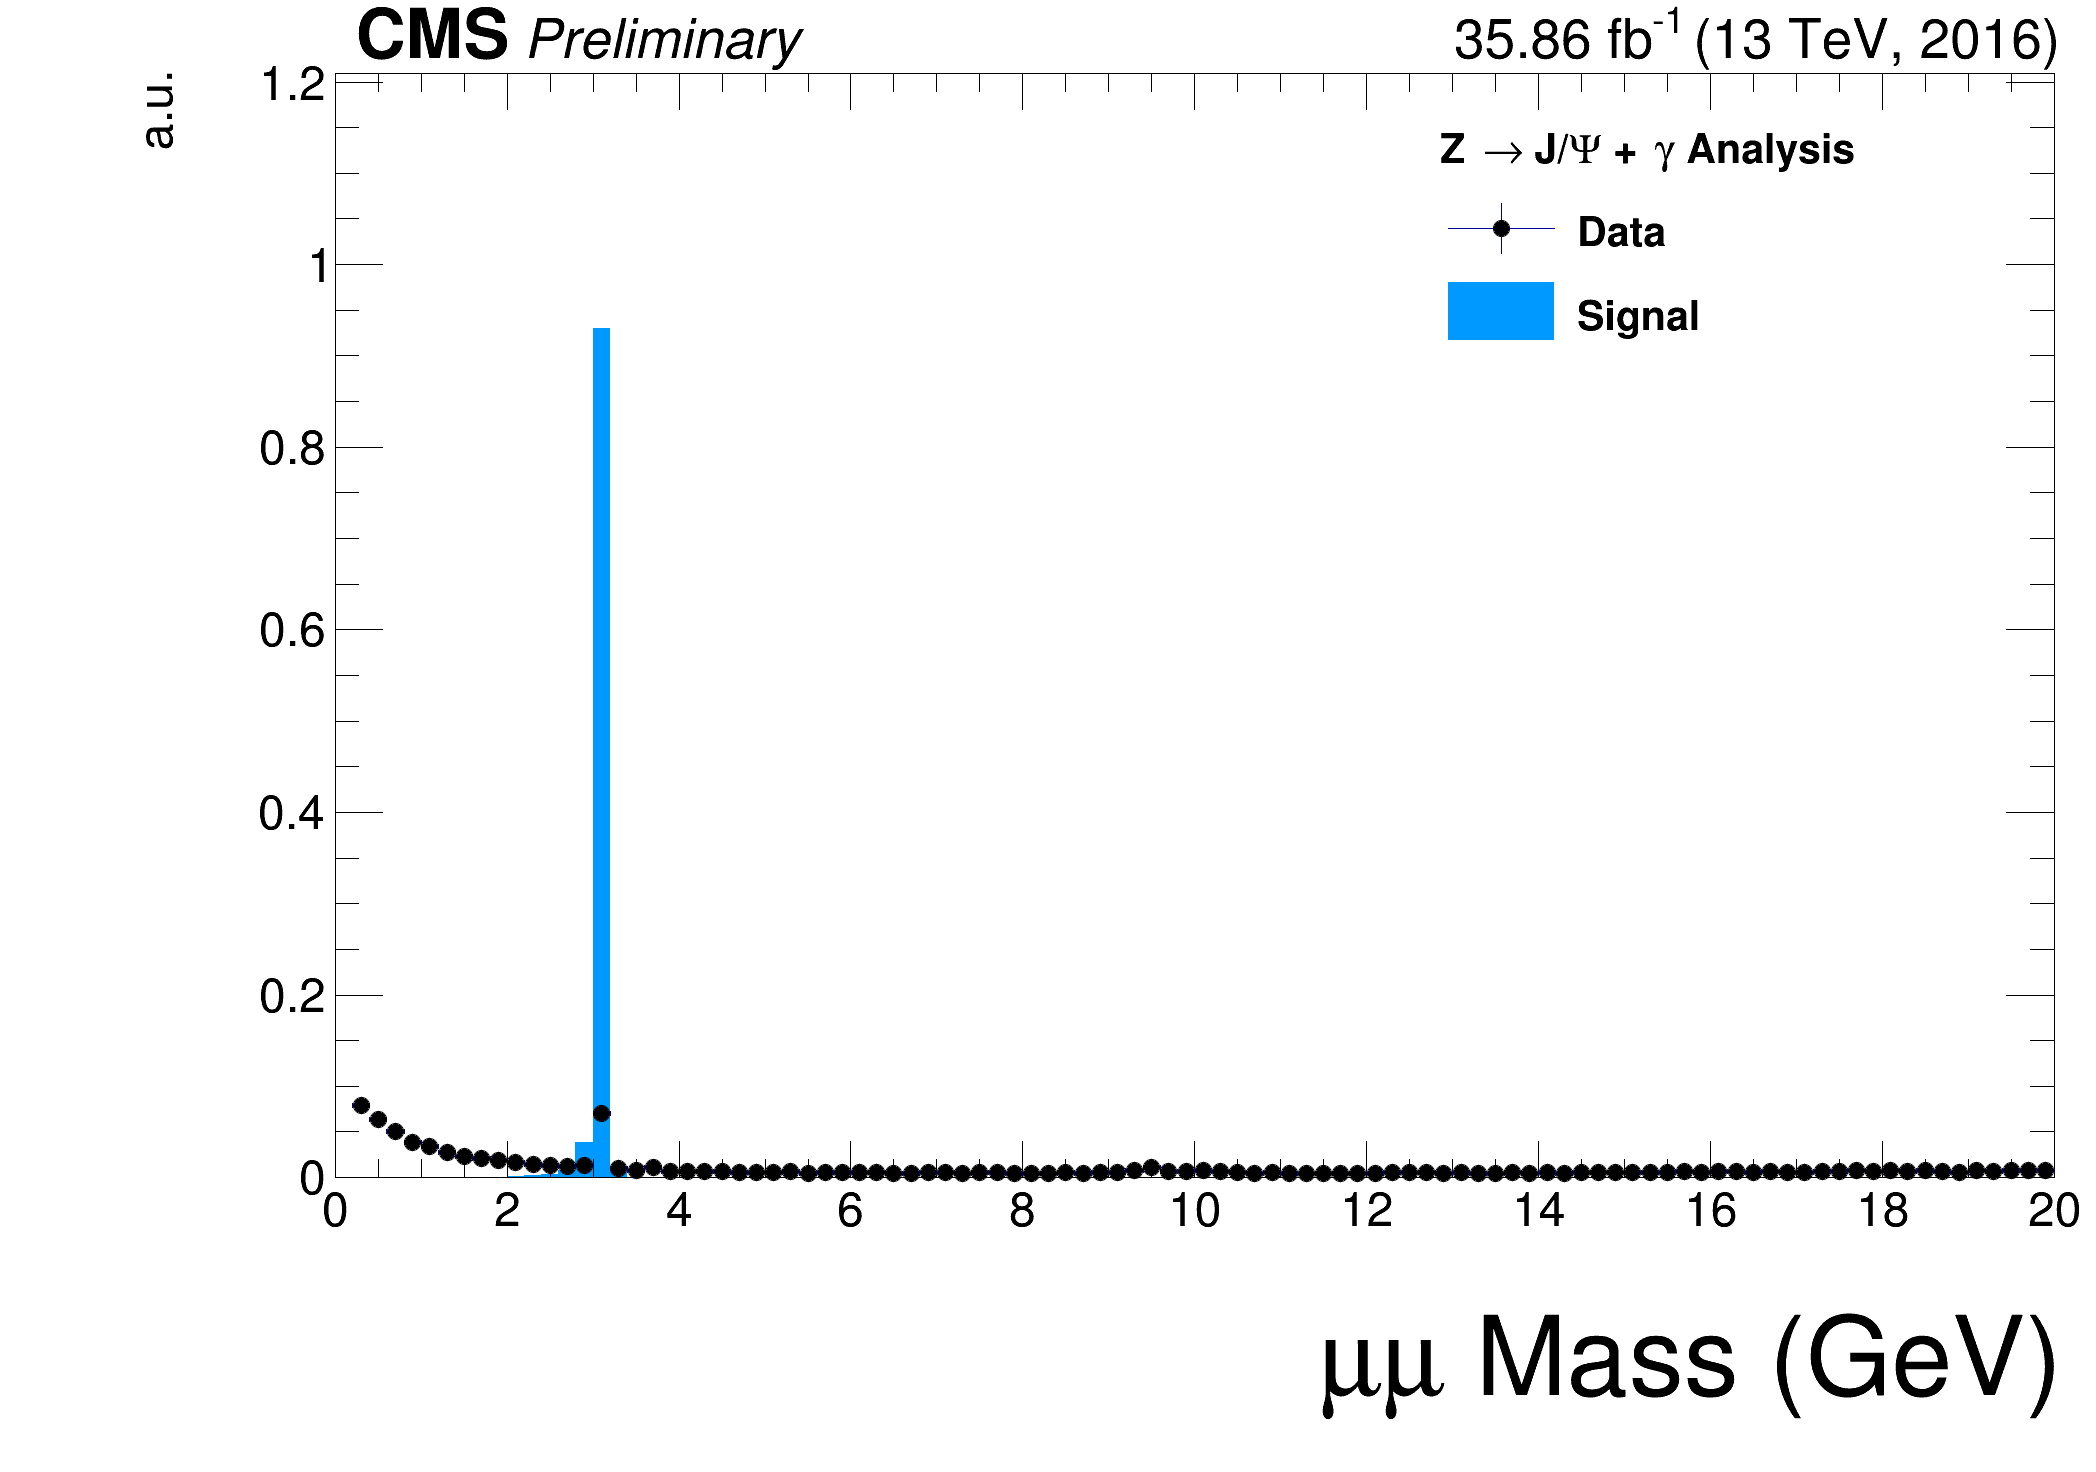 CMS Preliminary
35.86 fb⁻¹ (13 TeV, 2016)
a.u.
Z → J/Ψ + γ Analysis
Data
Signal
1.2
1
0.8
0.6
0.4
0.2
0
0 2 4 6 8 10 12 14 16 18 20
μμ Mass (GeV)